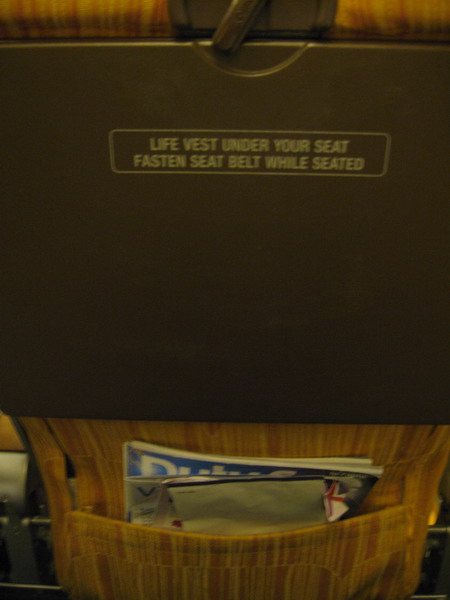 LIFE VEST UNDER YOUR SEAT
FASTEN SEAT BELT WHILE SEATED